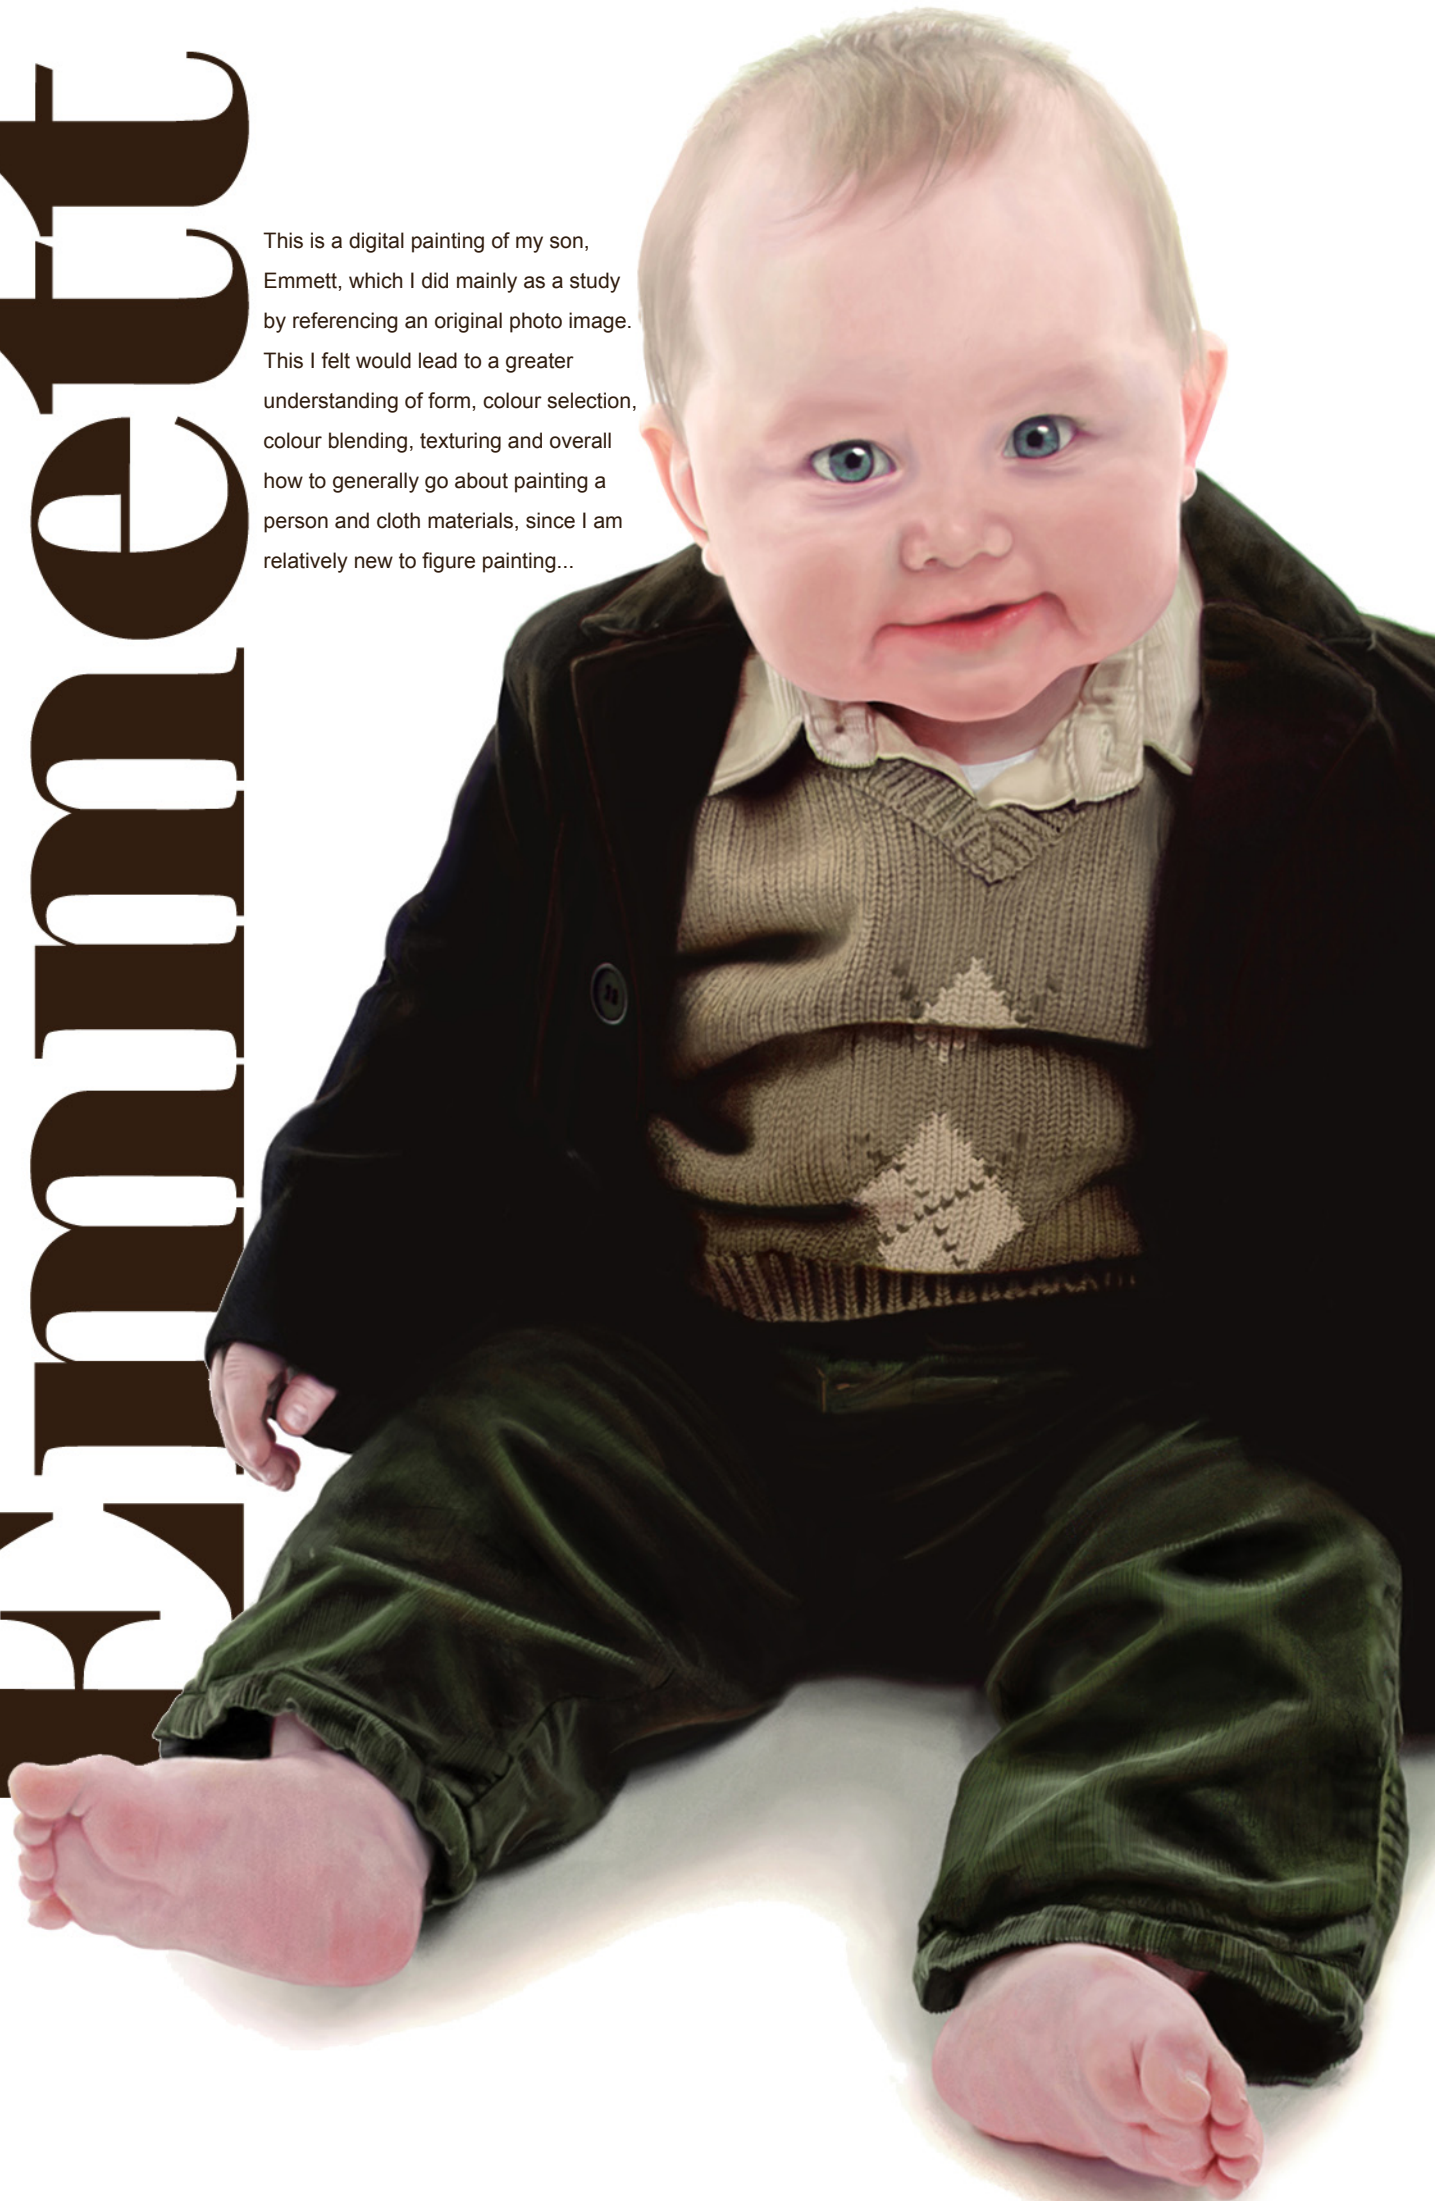 Emmett
This is a digital painting of my son,
Emmett, which I did mainly as a study
by referencing an original photo image.
This I felt would lead to a greater
understanding of form, colour selection,
colour blending, texturing and overall
how to generally go about painting a
person and cloth materials, since I am
relatively new to figure painting...